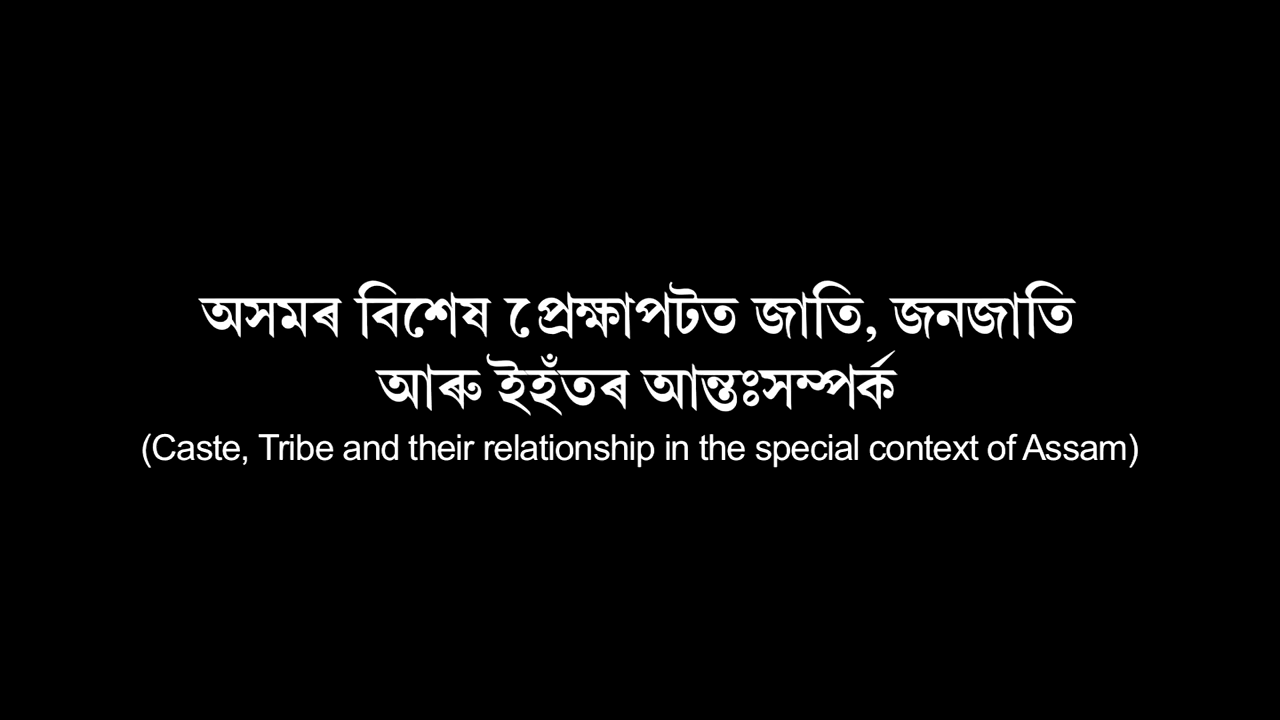 অসমৰ বিশেষ প্ৰেক্ষাপটত জাতি, জনজাতি
আৰু ইহঁতৰ আন্তঃসম্পৰ্ক
(Caste, Tribe and their relationship in the special context of Assam)